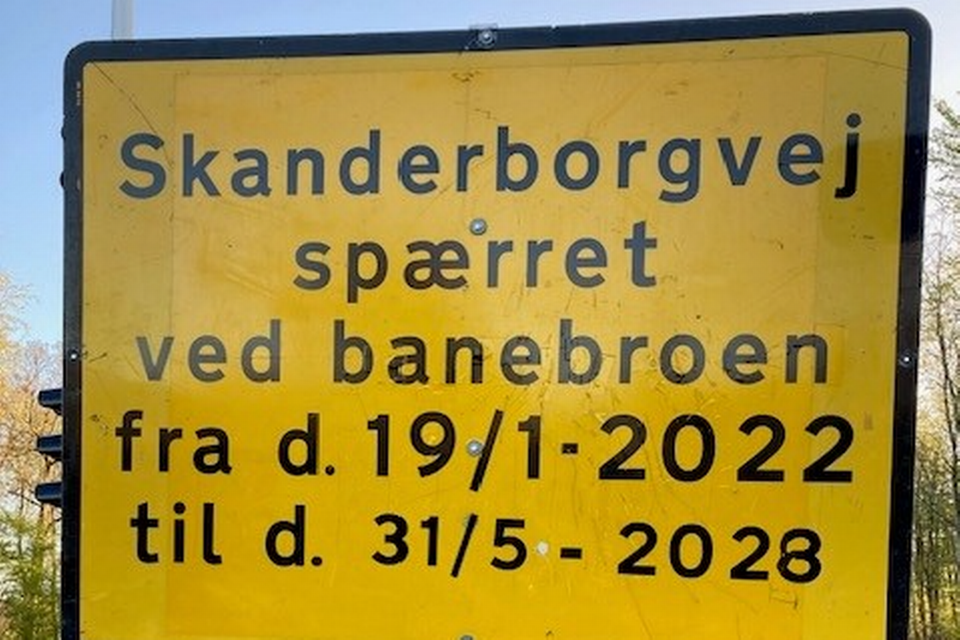 Skanderborgvej
spærret
ved banebroen
fra d. 19/1-2022
til d. 31/5 - 2028